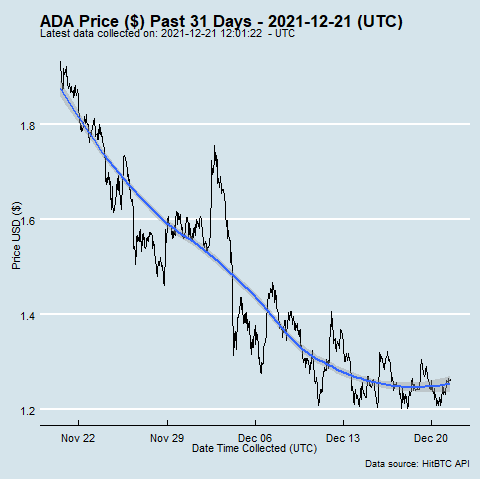 ADA Price ($) Past 31 Days - 2021-12-21 (UTC)
Latest data collected on: 2021-12-21 12:01:22  - UTC
Price USD ($)
1.8
1.6
1.4
1.2
Nov 22
Nov 29
Dec 06
Dec 13
Dec 20
Date Time Collected (UTC)
Data source: HitBTC API